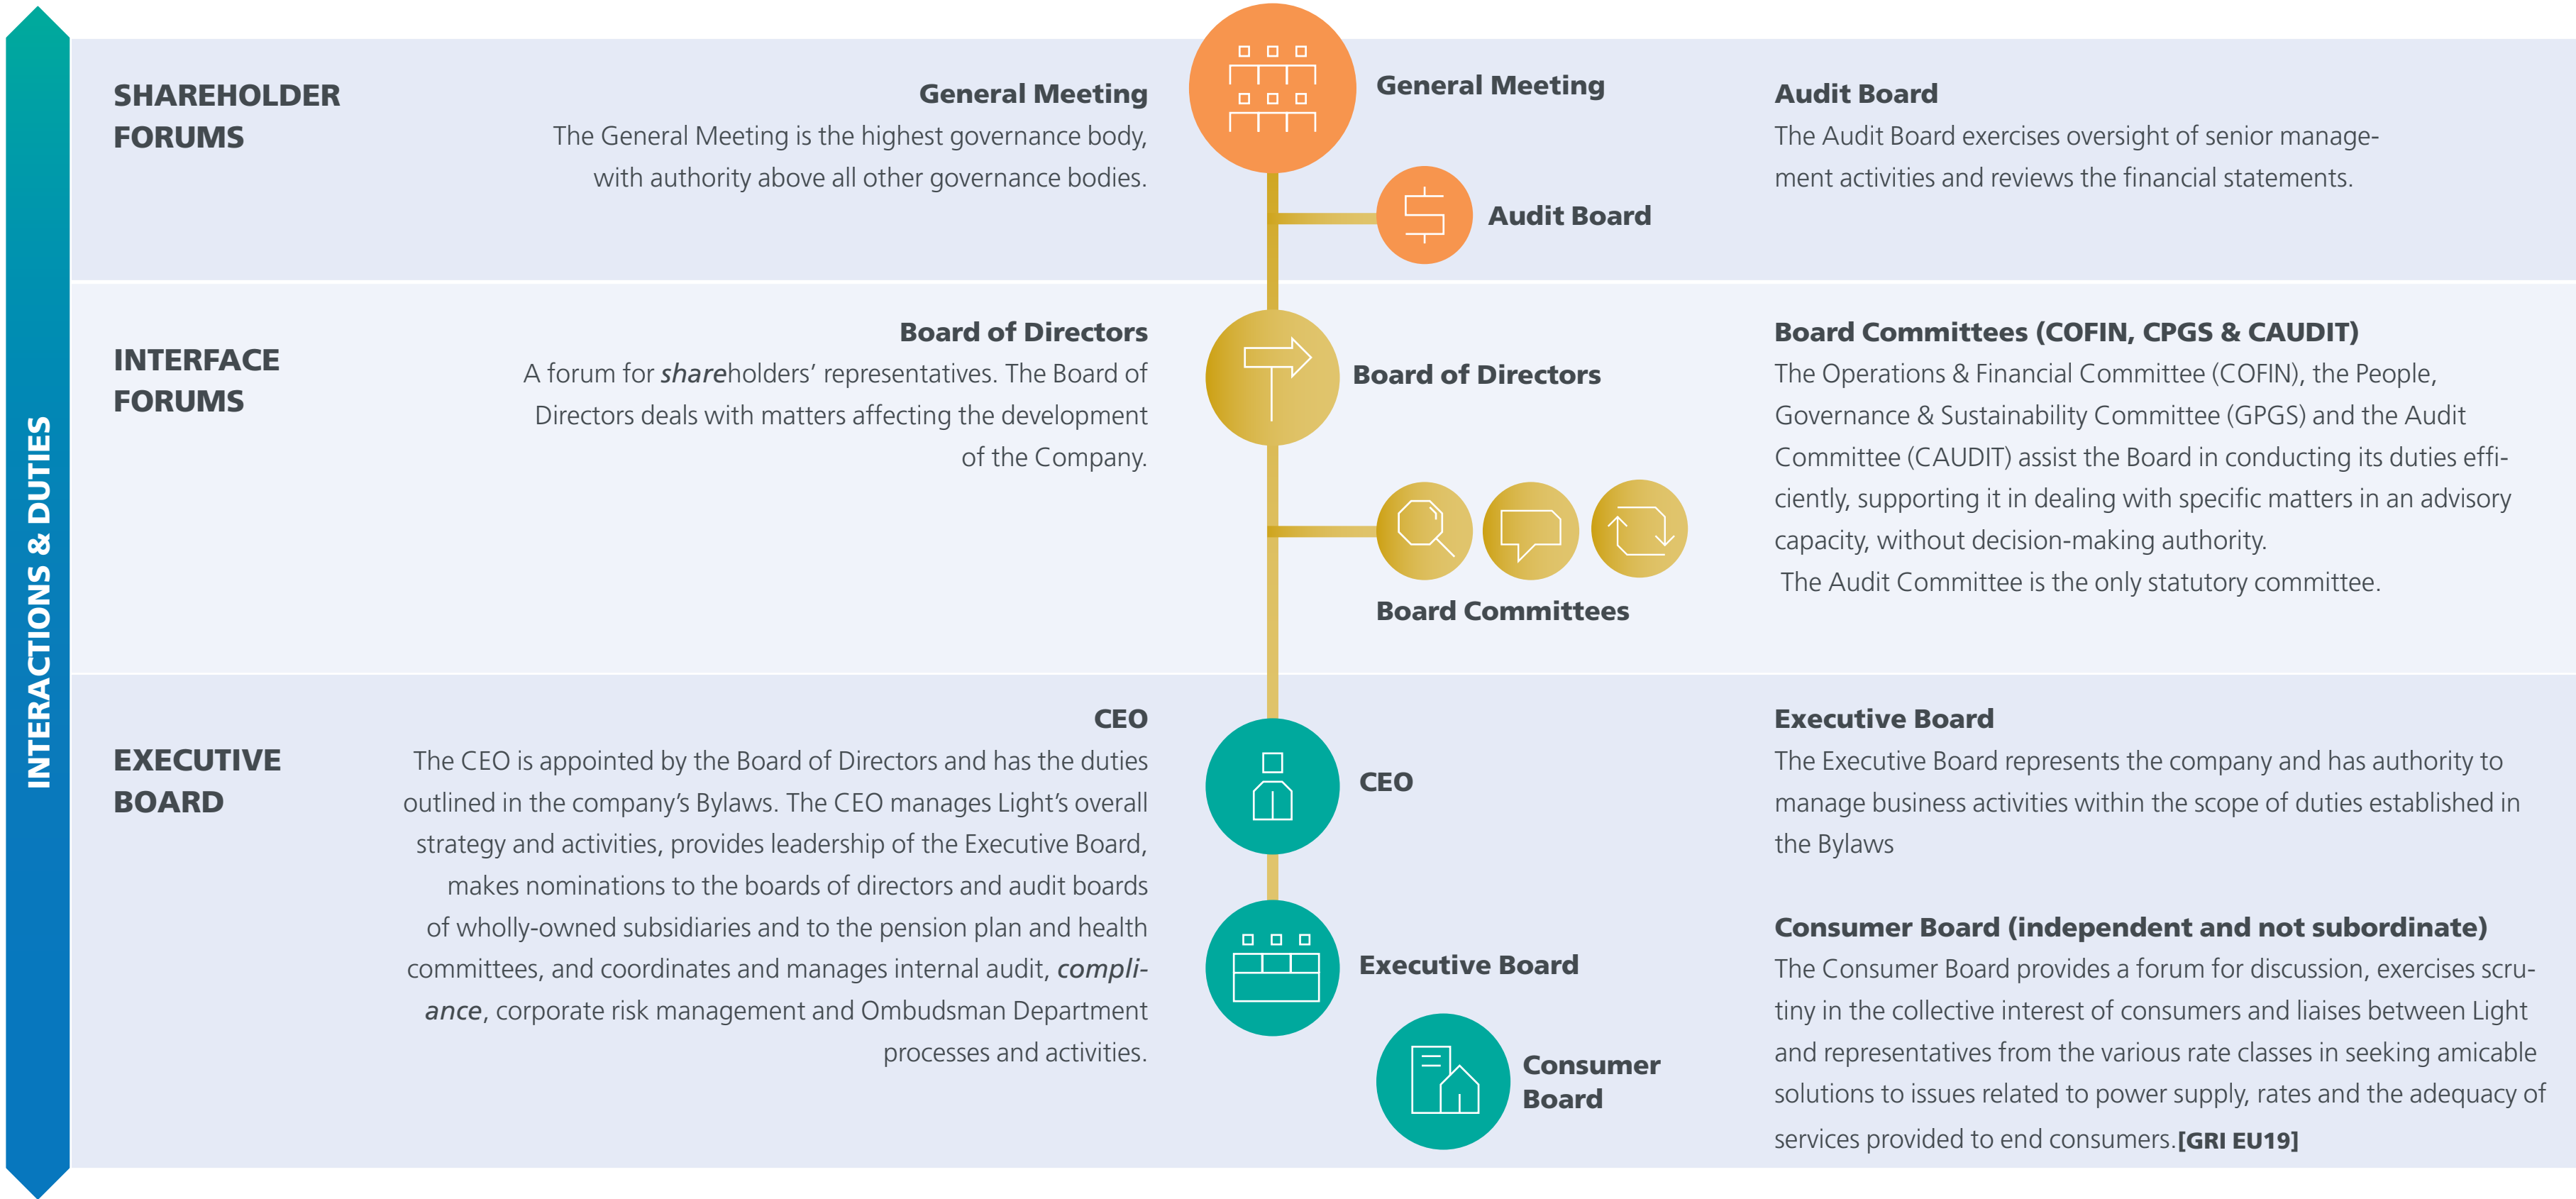 INTERACTIONS & DUTIES
SHAREHOLDER
FORUMS
General Meeting
The General Meeting is the highest governance body,
with authority above all other governance bodies.
General Meeting
Audit Board
Audit Board
The Audit Board exercises oversight of senior manage-
ment activities and reviews the financial statements.
INTERFACE
FORUMS
Board of Directors
A forum for shareholders’ representatives. The Board of
Directors deals with matters affecting the development
of the Company.
Board of Directors
Board Committees
Board Committees (COFIN, CPGS & CAUDIT)
The Operations & Financial Committee (COFIN), the People,
Governance & Sustainability Committee (GPGS) and the Audit
Committee (CAUDIT) assist the Board in conducting its duties effi-
ciently, supporting it in dealing with specific matters in an advisory
capacity, without decision-making authority.
The Audit Committee is the only statutory committee.
EXECUTIVE
BOARD
CEO
The CEO is appointed by the Board of Directors and has the duties
outlined in the company’s Bylaws. The CEO manages Light’s overall
strategy and activities, provides leadership of the Executive Board,
makes nominations to the boards of directors and audit boards
of wholly-owned subsidiaries and to the pension plan and health
committees, and coordinates and manages internal audit, compli-
ance, corporate risk management and Ombudsman Department
processes and activities.
CEO
Executive Board
Consumer
Board
Executive Board
The Executive Board represents the company and has authority to
manage business activities within the scope of duties established in
the Bylaws
Consumer Board (independent and not subordinate)
The Consumer Board provides a forum for discussion, exercises scru-
tiny in the collective interest of consumers and liaises between Light
and representatives from the various rate classes in seeking amicable
solutions to issues related to power supply, rates and the adequacy of
services provided to end consumers.[GRI EU19]